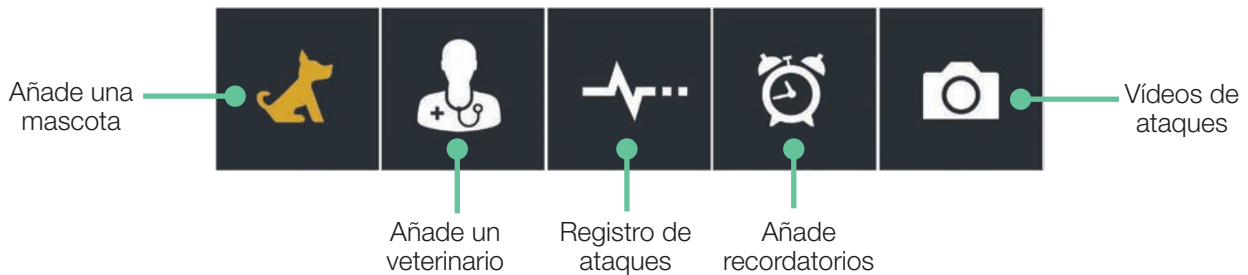 Añade una
mascota
Añade un
veterinario
Registro de
ataques
Añade
recordatorios
Vídeos de
ataques